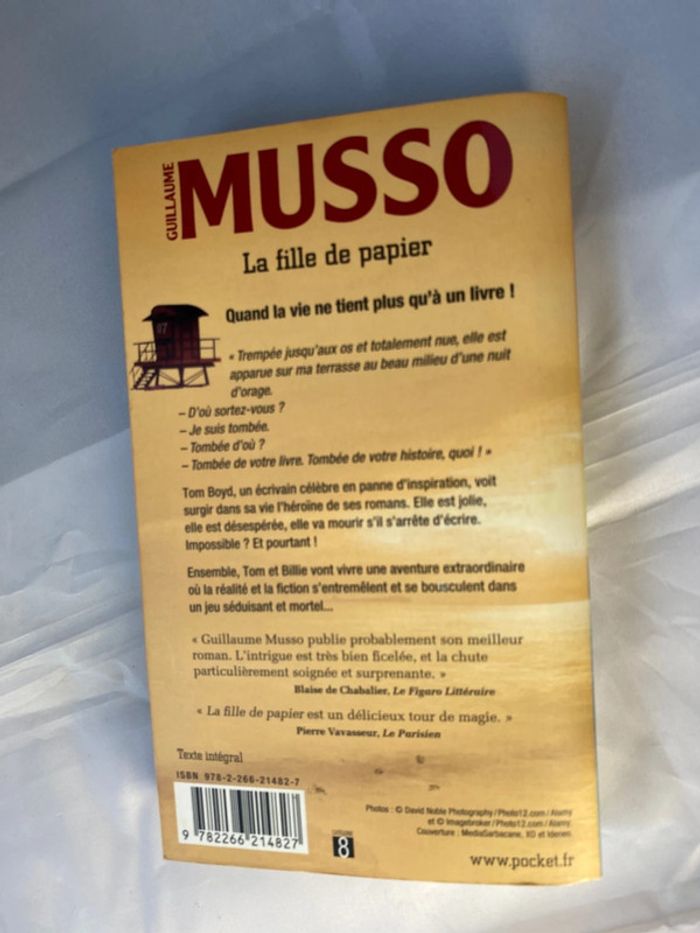 GUILLAUME
MUSSO
La fille de papier
Quand la vie ne tient plus qu'à un livre !
07
« Trempée jusqu'aux os et totalement nue, elle est
apparue sur ma terrasse au beau milieu d'une nuit
d'orage.
– D'où sortez-vous ?
– Je suis tombée.
– Tombée d'où ?
– Tombée de votre livre. Tombée de votre histoire, quoi ! »
Tom Boyd, un écrivain célèbre en panne d'inspiration, voit
surgir dans sa vie l'héroïne de ses romans. Elle est jolie,
elle est désespérée, elle va mourir s'il s'arrête d'écrire.
Impossible ? Et pourtant !
Ensemble, Tom et Billie vont vivre une aventure extraordinaire
où la réalité et la fiction s'entremêlent et se bousculent dans
un jeu séduisant et mortel...
« Guillaume Musso publie probablement son meilleur
roman. L'intrigue est très bien ficelée, et la chute
particulièrement soignée et surprenante. »
Blaise de Chabalier, Le Figaro Littéraire
« La fille de papier est un délicieux tour de magie. »
Pierre Vavasseur, Le Parisien
Texte intégral
ISBN 978-2-266-21482-7
9 782266 214827
8
Photos : © David Noble Photography / Photo12.com / Alamy
et © Imagebroker / Photo12.com / Alamy.
Couverture : MediaSarbacane, XO et Ideneo.
www.pocket.fr